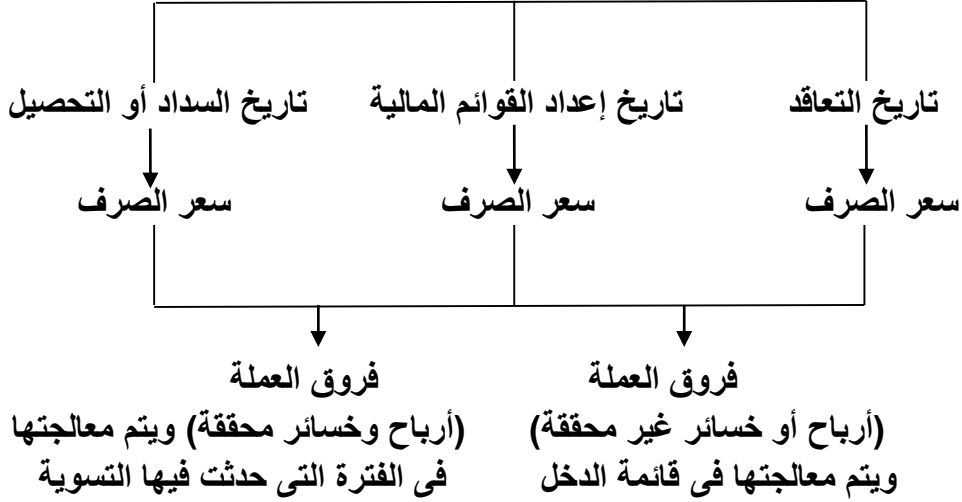 تاريخ التعاقد
تاريخ إعداد القوائم المالية
تاريخ السداد أو التحصيل
سعر الصرف
سعر الصرف
سعر الصرف
فروق العملة
(أرباح أو خسائر غير محققة)
ويتم معالجتها فى قائمة الدخل
فروق العملة
(أرباح وخسائر محققة) ويتم معالجتها
فى الفترة التى حدثت فيها التسوية